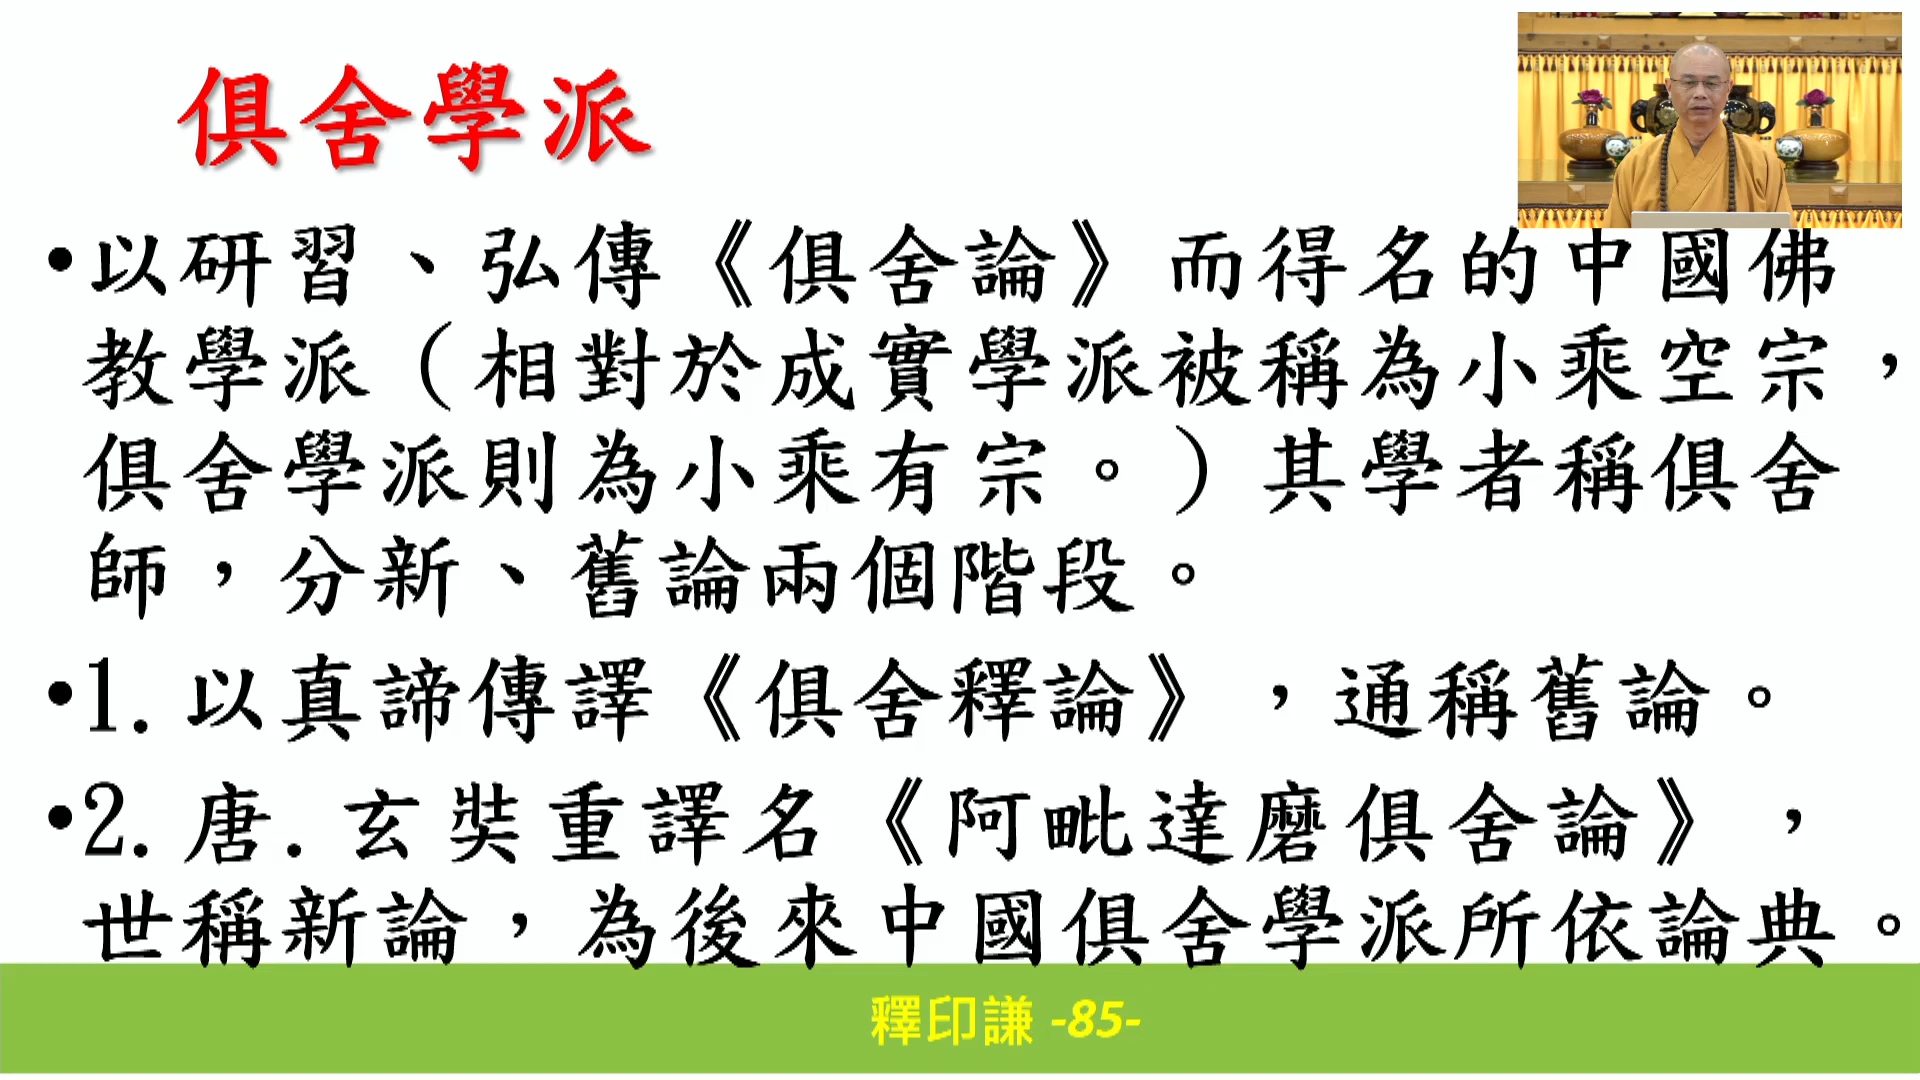 俱舍學派
•以研習、弘傳《俱舍論》而得名的中國佛
教學派（相對於成實學派被稱為小乘空宗，
俱舍學派則為小乘有宗。）其學者稱俱舍
師，分新、舊論兩個階段。
•1.以真諦傳譯《俱舍釋論》，通稱舊論。
•2.唐.玄奘重譯名《阿毗達磨俱舍論》，
世稱新論，為後來中國俱舍學派所依論典。
釋印謙 -85-